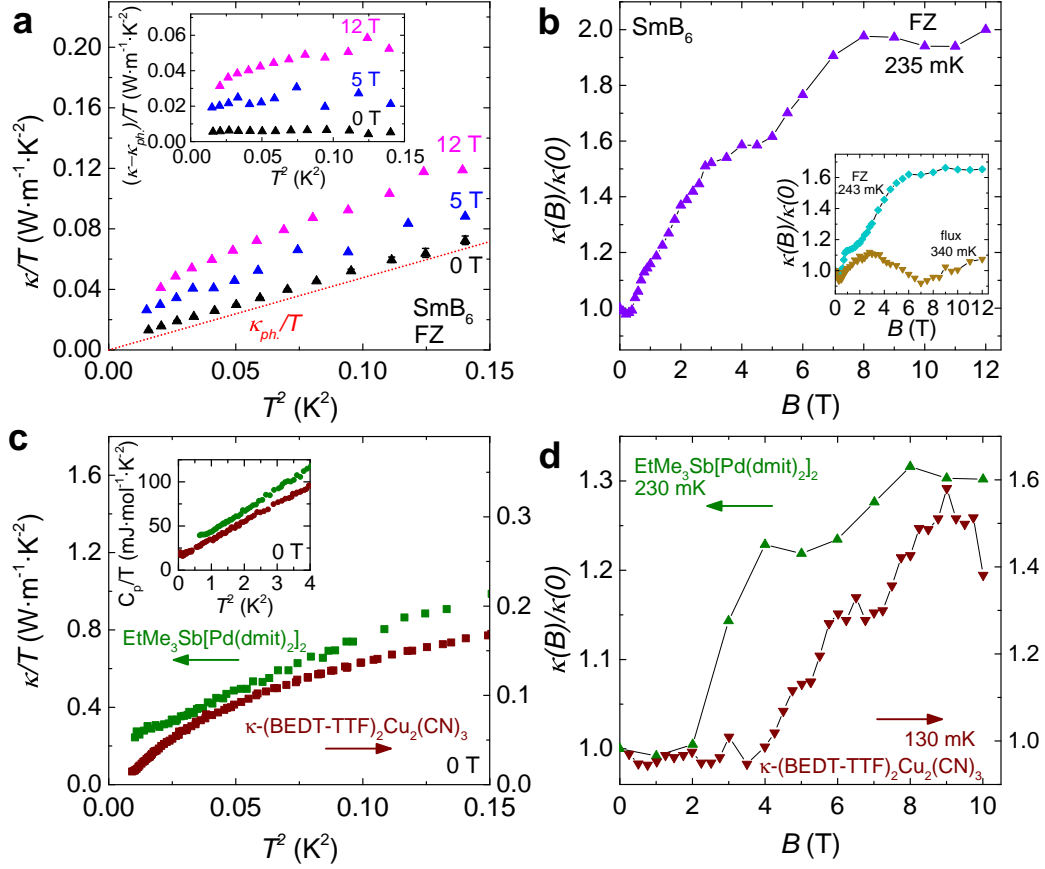 a
0.20
0.16
0.12
0.08
0.04
0.00
κ/T (W·m⁻¹·K⁻²)
0.00 0.05 0.10 0.15
T² (K²)
0.06
0.04
0.02
0.00
(κ−κph.)/T (W·m⁻¹·K⁻²)
0.00 0.05 0.10 0.15
T² (K²)
12 T
5 T
0 T
12 T
5 T
0 T
κph./T
SmB₆
FZ
b
SmB₆
FZ
235 mK
2.0
1.8
1.6
1.4
1.2
1.0
κ(B)/κ(0)
0 2 4 6 8 10 12
B (T)
1.6
1.4
1.2
1.0
κ(B)/κ(0)
FZ
243 mK
flux
340 mK
0 2 4 6 8 10 12
B (T)
c
1.6
1.2
0.8
0.4
0.0
κ/T (W·m⁻¹·K⁻²)
100
50
0
Cp/T (mJ·mol⁻¹·K⁻²)
0 T
0 1 2 3 4
T² (K²)
EtMe₃Sb[Pd(dmit)₂]₂
κ-(BEDT-TTF)₂Cu₂(CN)₃
0 T
0.3
0.2
0.1
0.0
0.00 0.05 0.10 0.15
T² (K²)
d
EtMe₃Sb[Pd(dmit)₂]₂
230 mK
1.3
1.2
1.1
1.0
κ(B)/κ(0)
1.6
1.4
1.2
1.0
130 mK
κ-(BEDT-TTF)₂Cu₂(CN)₃
0 2 4 6 8 10
B (T)